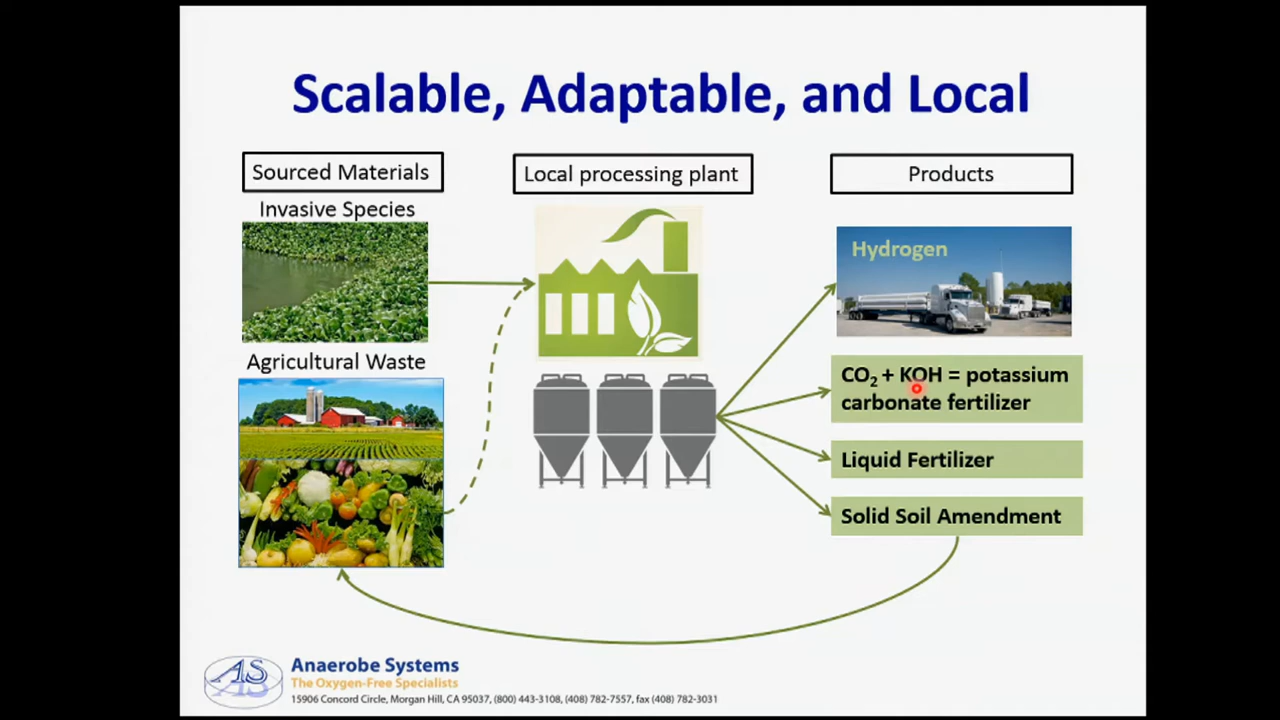 Scalable, Adaptable, and Local
Sourced Materials
Invasive Species
Agricultural Waste
Local processing plant
Products
Hydrogen
CO₂ + KOH = potassium
carbonate fertilizer
Liquid Fertilizer
Solid Soil Amendment
AS
Anaerobe Systems
The Oxygen-Free Specialists
15906 Concord Circle, Morgan Hill, CA 95037, (800) 443-3108, (408) 782-7557, fax (408) 782-3031